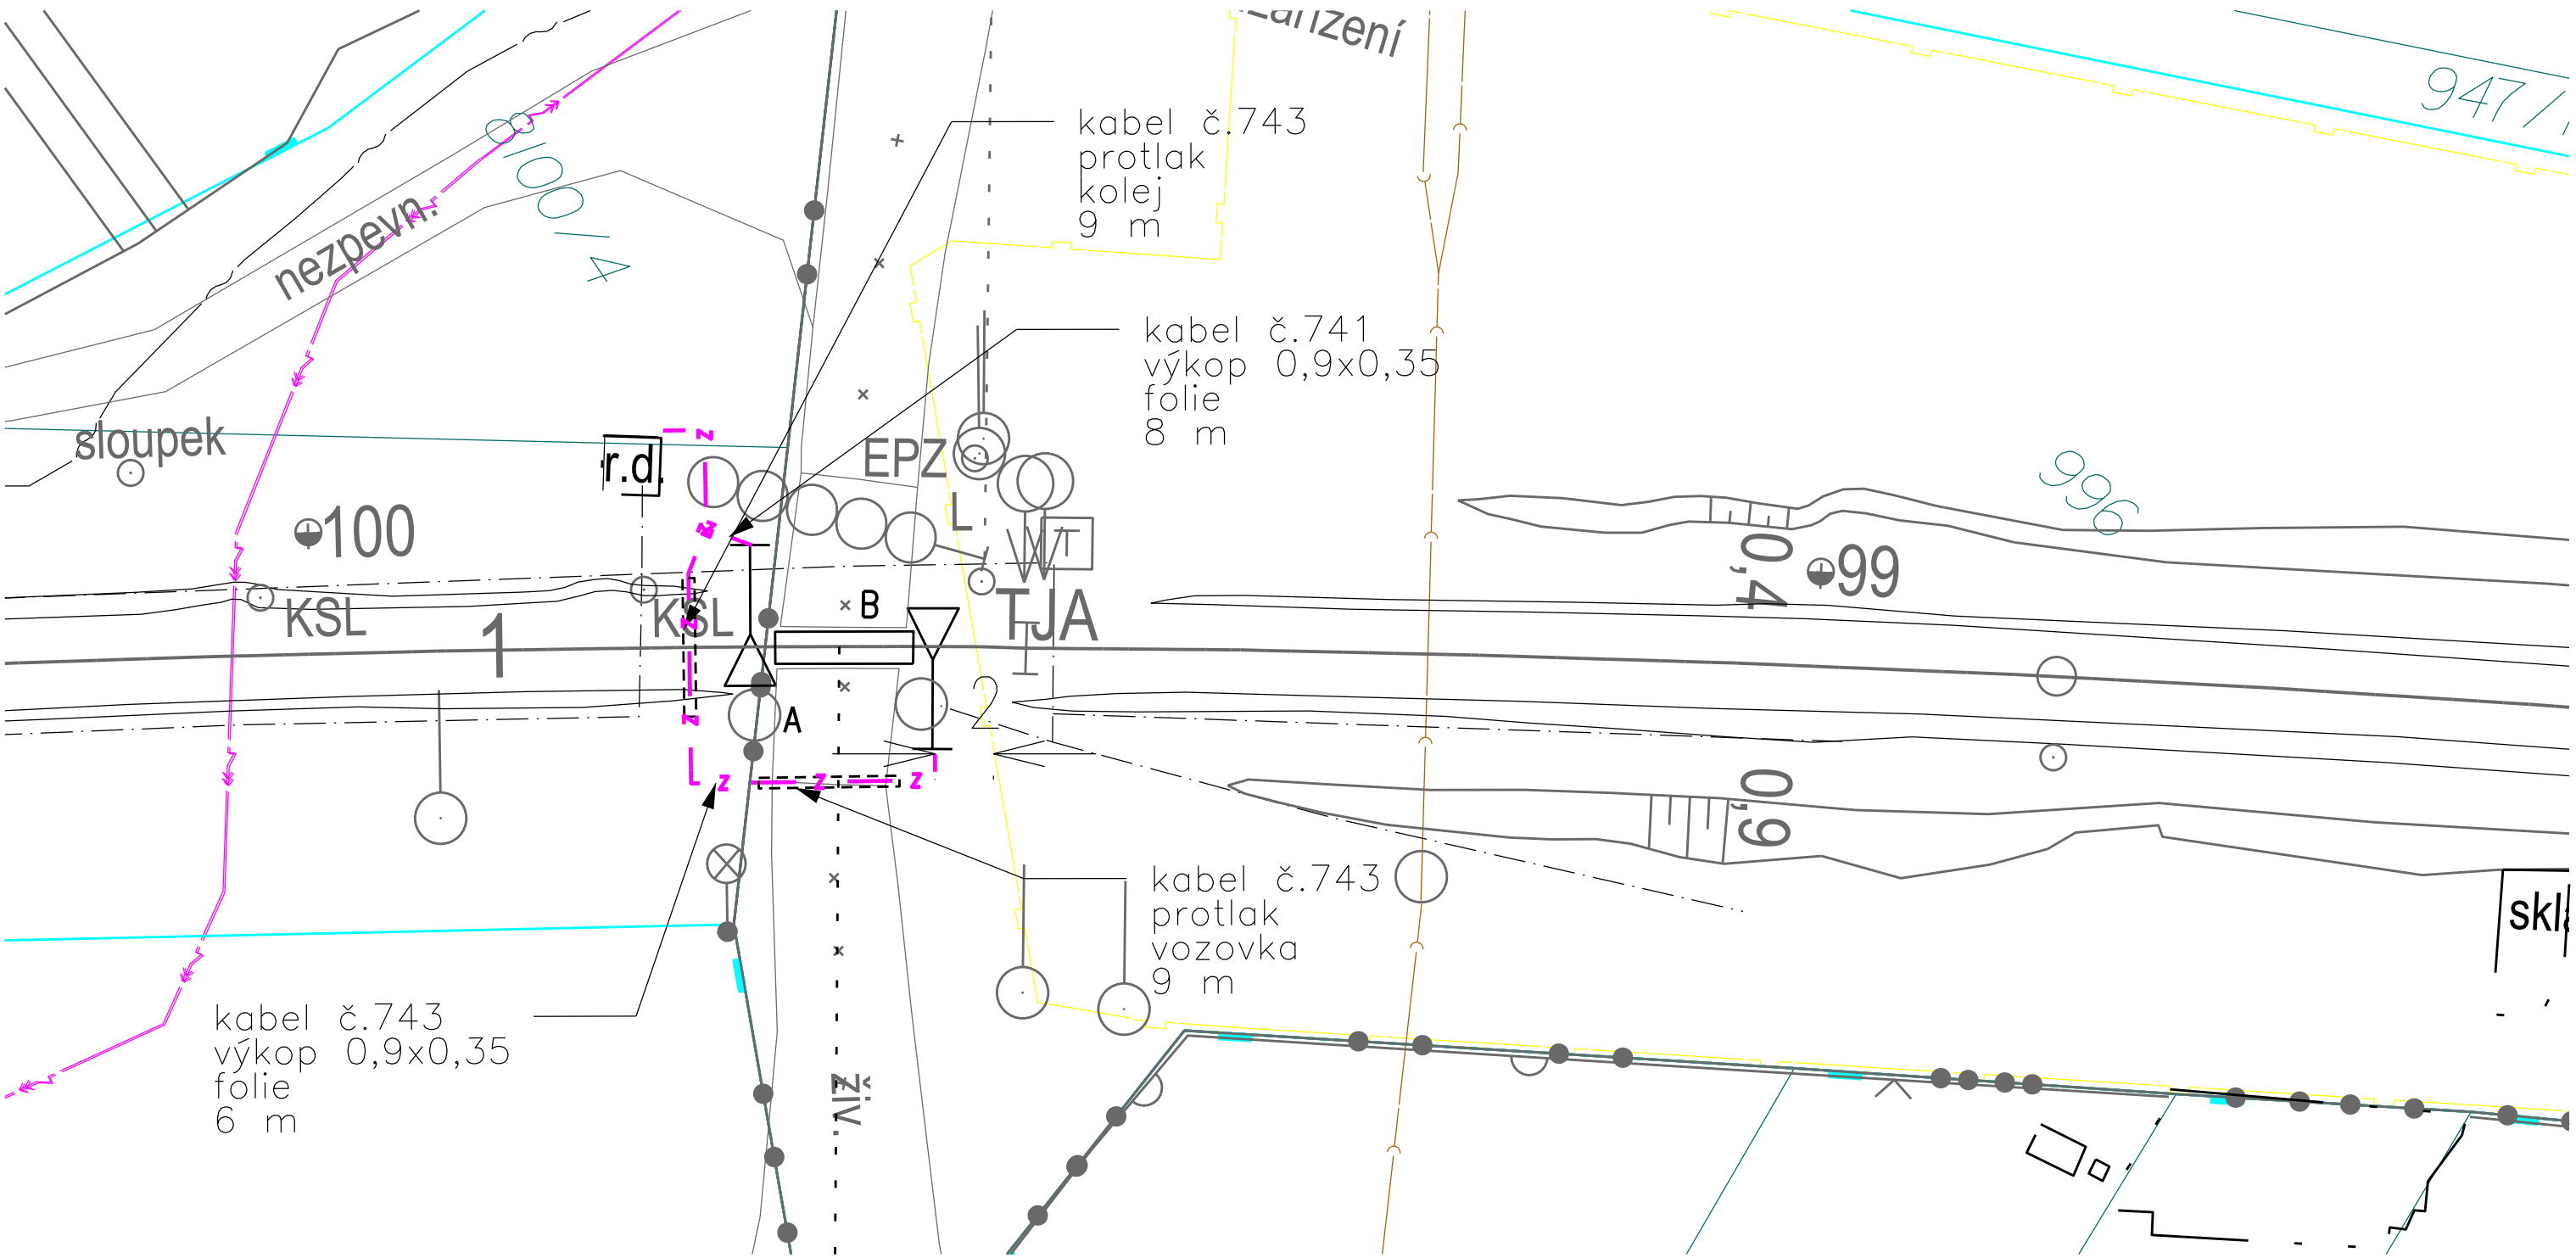 zařízení
947/
kabel č.743
protlak
kolej
9 m
8100/4
nezpevn.
kabel č.741
výkop 0,9x0,35
folie
8 m
sloupek
r.d.
z
EPZ
L
T
996
100
z
0,4
99
KSL
KSL
z
B
TJA
1
2
z
A
z
z
z
0,9
kabel č.743
protlak
vozovka
9 m
kabel č.743
výkop 0,9x0,35
folie
6 m
živ.